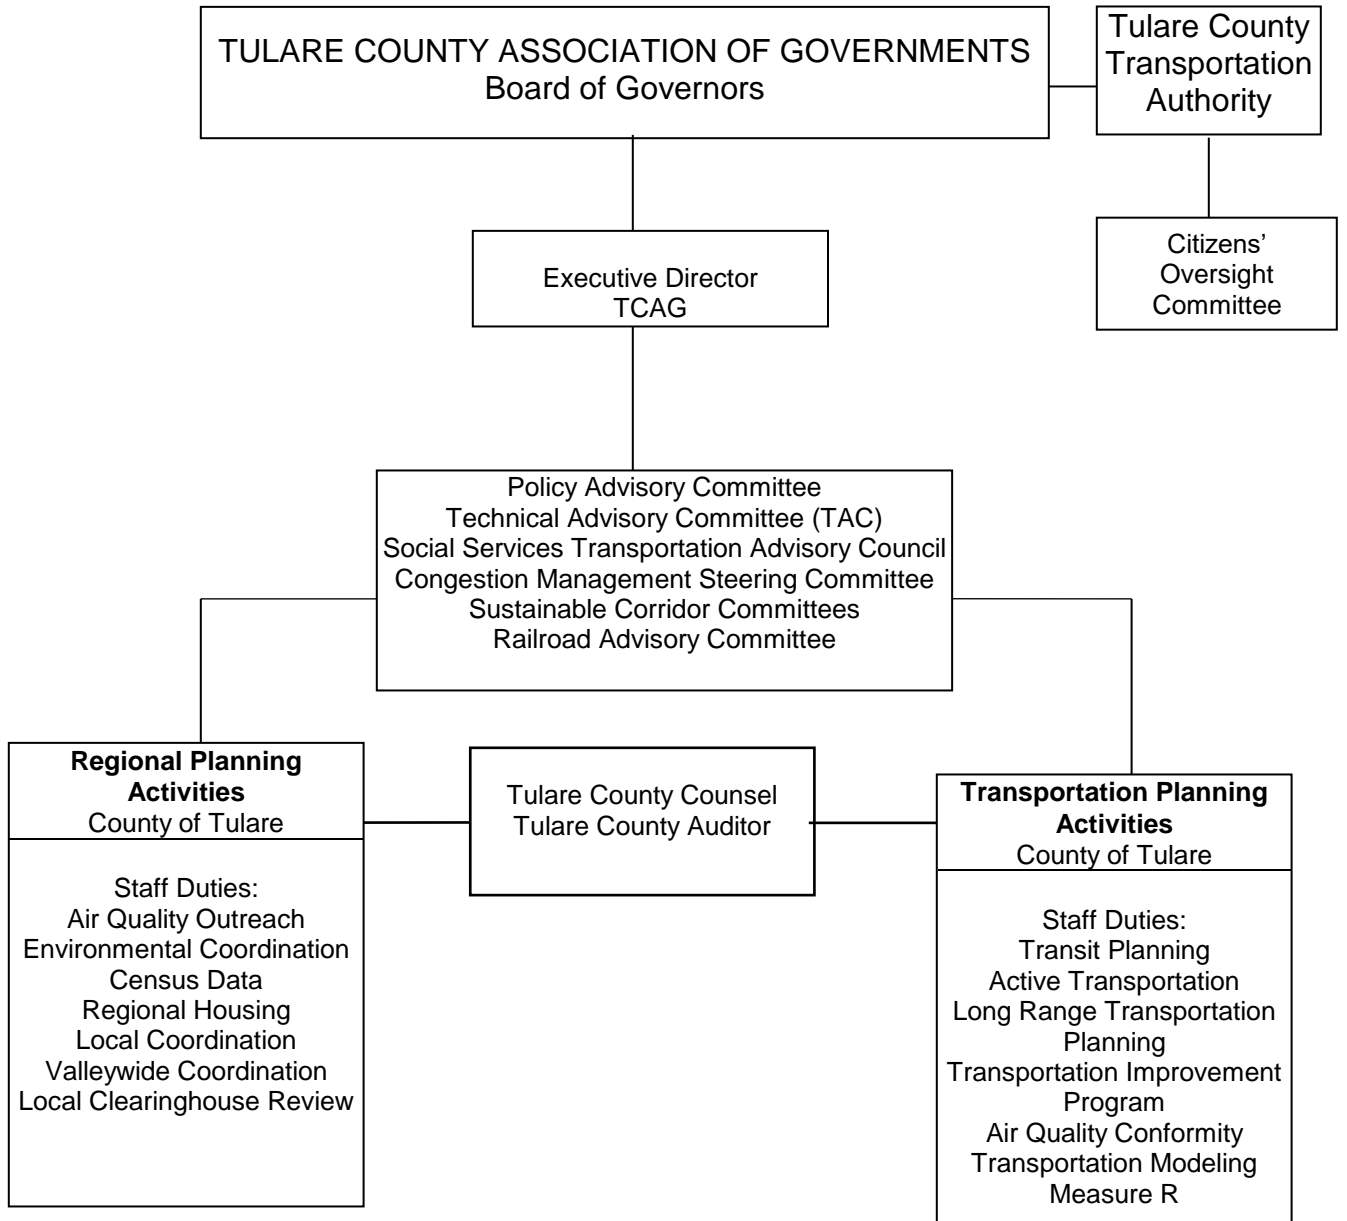 TULARE COUNTY ASSOCIATION OF GOVERNMENTS
Board of Governors
Tulare County
Transportation
Authority
Citizens’
Oversight
Committee
Executive Director
TCAG
Policy Advisory Committee
Technical Advisory Committee (TAC)
Social Services Transportation Advisory Council
Congestion Management Steering Committee
Sustainable Corridor Committees
Railroad Advisory Committee
Regional Planning
Activities
County of Tulare
Staff Duties:
Air Quality Outreach
Environmental Coordination
Census Data
Regional Housing
Local Coordination
Valleywide Coordination
Local Clearinghouse Review
Tulare County Counsel
Tulare County Auditor
Transportation Planning
Activities
County of Tulare
Staff Duties:
Transit Planning
Active Transportation
Long Range Transportation
Planning
Transportation Improvement
Program
Air Quality Conformity
Transportation Modeling
Measure R